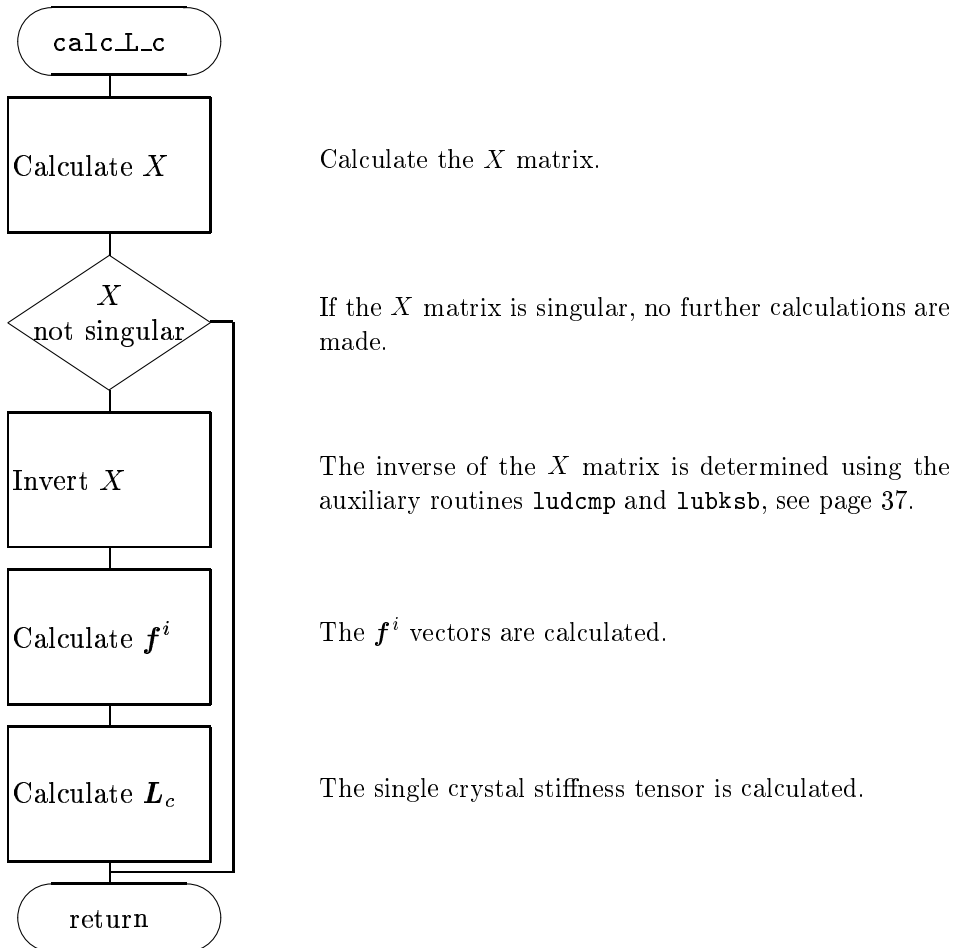 calc_L_c
Calculate X
Calculate the X matrix.
X
not singular
If the X matrix is singular, no further calculations are
made.
Invert X
The inverse of the X matrix is determined using the
auxiliary routines ludcmp and lubksb, see page 37.
Calculate f^i
The f^i vectors are calculated.
Calculate L_c
The single crystal stiffness tensor is calculated.
return